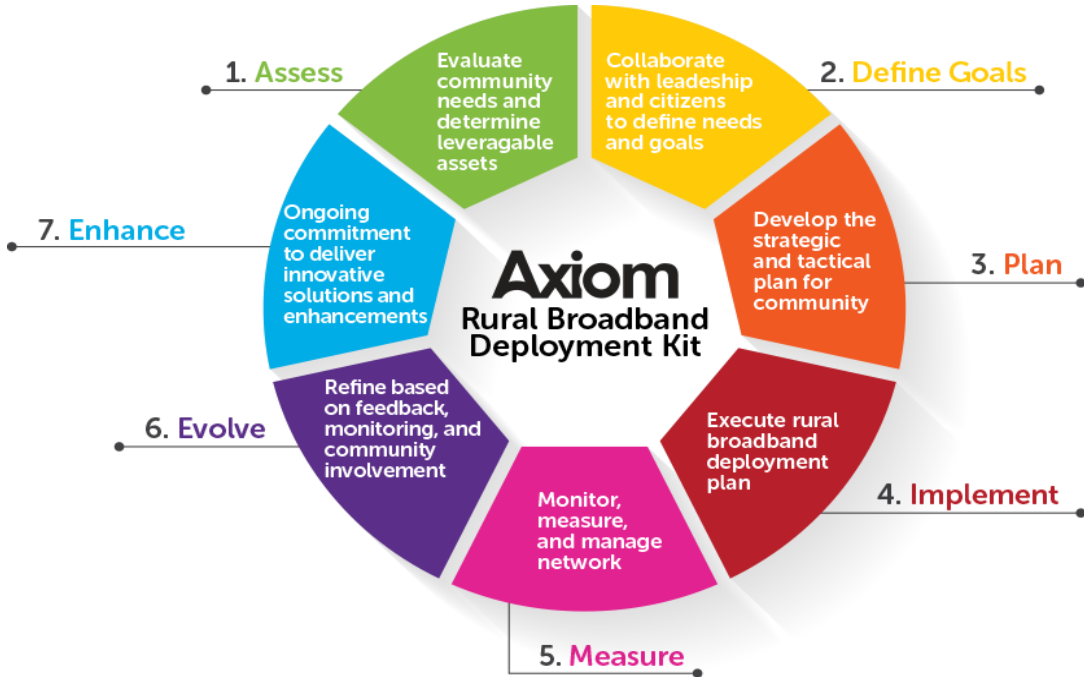 Axiom
Rural Broadband
Deployment Kit
1. Assess
Evaluate
community
needs and
determine
leveragable
assets
2. Define Goals
Collaborate
with leadeship
and citizens
to define needs
and goals
3. Plan
Develop the
strategic
and tactical
plan for
community
4. Implement
Execute rural
broadband
deployment
plan
5. Measure
Monitor,
measure,
and manage
network
6. Evolve
Refine based
on feedback,
monitoring, and
community
involvement
7. Enhance
Ongoing
commitment
to deliver
innovative
solutions and
enhancements